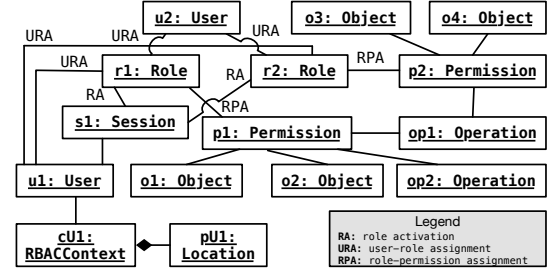 u2: User
o3: Object
o4: Object
URA
URA
URA
r1: Role
RA
r2: Role
RPA
p2: Permission
RA
RPA
s1: Session
p1: Permission
op1: Operation
u1: User
o1: Object
o2: Object
op2: Operation
cU1:
RBACContext
pU1:
Location
Legend
RA: role activation
URA: user-role assignment
RPA: role-permission assignment